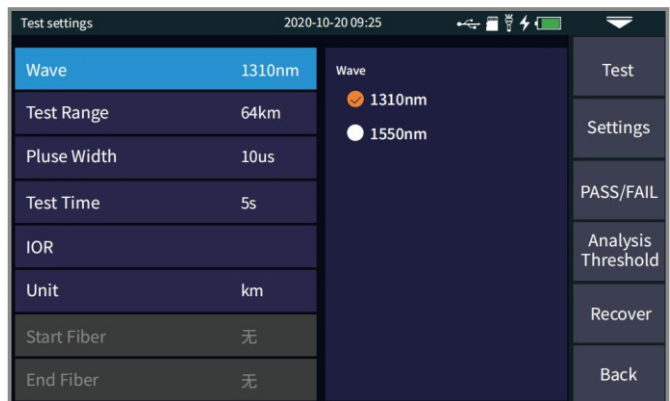 Test settings 2020-10-20 09:25
Wave 1310nm
Test Range 64km
Pluse Width 10us
Test Time 5s
IOR
Unit km
Start Fiber 无
End Fiber 无
Wave
1310nm
1550nm
Test
Settings
PASS/FAIL
Analysis
Threshold
Recover
Back